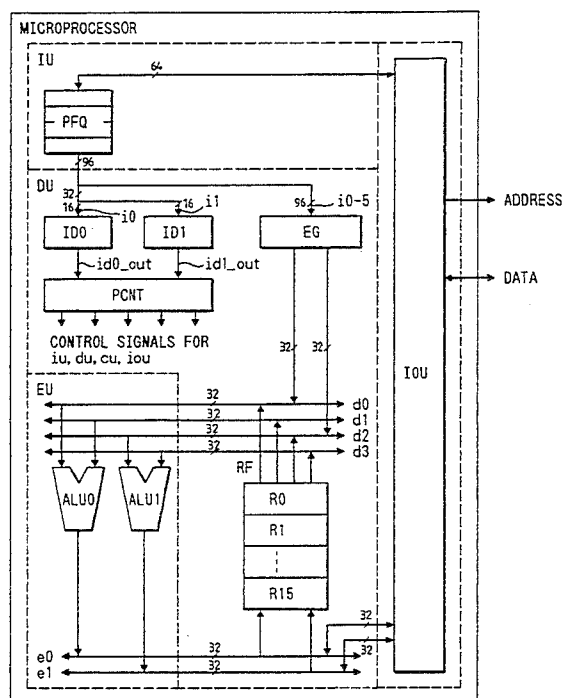 MICROPROCESSOR
IU
64
PFQ
96
DU
32
16 i0
16 i1
96 i0-5
ID0
ID1
EG
id0_out
id1_out
PCNT
CONTROL SIGNALS FOR
iu, du, cu, iou
32
32
IOU
ADDRESS
DATA
EU
32
d0
32
d1
32
d2
32
d3
RF
ALU0
ALU1
R0
R1
R15
32
32
e0
32
e1
32